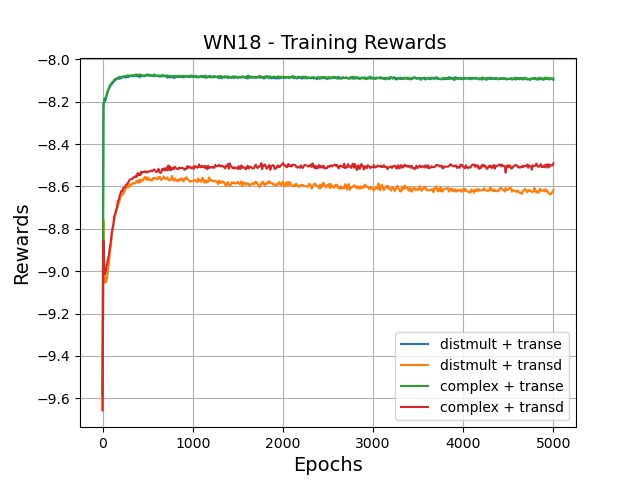 WN18 - Training Rewards
Rewards
−8.0
−8.2
−8.4
−8.6
−8.8
−9.0
−9.2
−9.4
−9.6
0 1000 2000 3000 4000 5000
Epochs
distmult + transe
distmult + transd
complex + transe
complex + transd